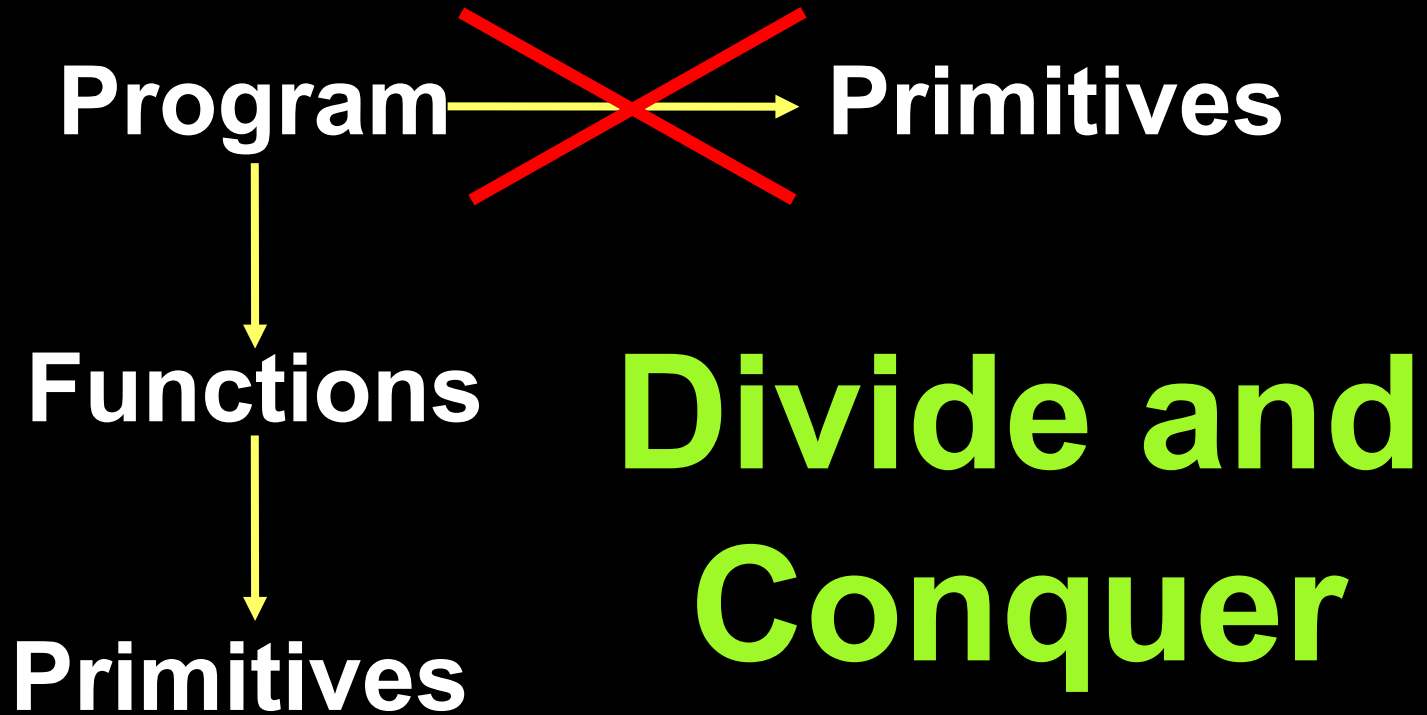 Program
Primitives
Functions
Divide and
Conquer
Primitives